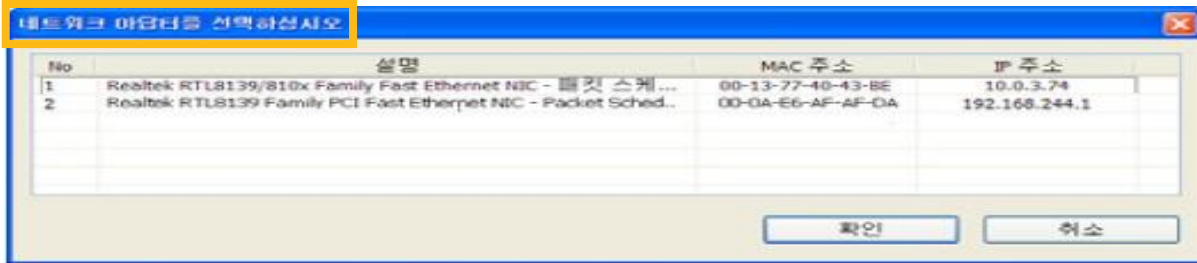 네트워크 어댑터를 선택하십시오
No 설명 MAC 주소 IP 주소
1 Realtek RTL8139/810x Family Fast Ethernet NIC - 패킷 스케... 00-13-77-40-43-BE 10.0.3.74
2 Realtek RTL8139 Family PCI Fast Ethernet NIC - Packet Sched.. 00-0A-E6-AF-AF-DA 192.168.244.1
확인 취소